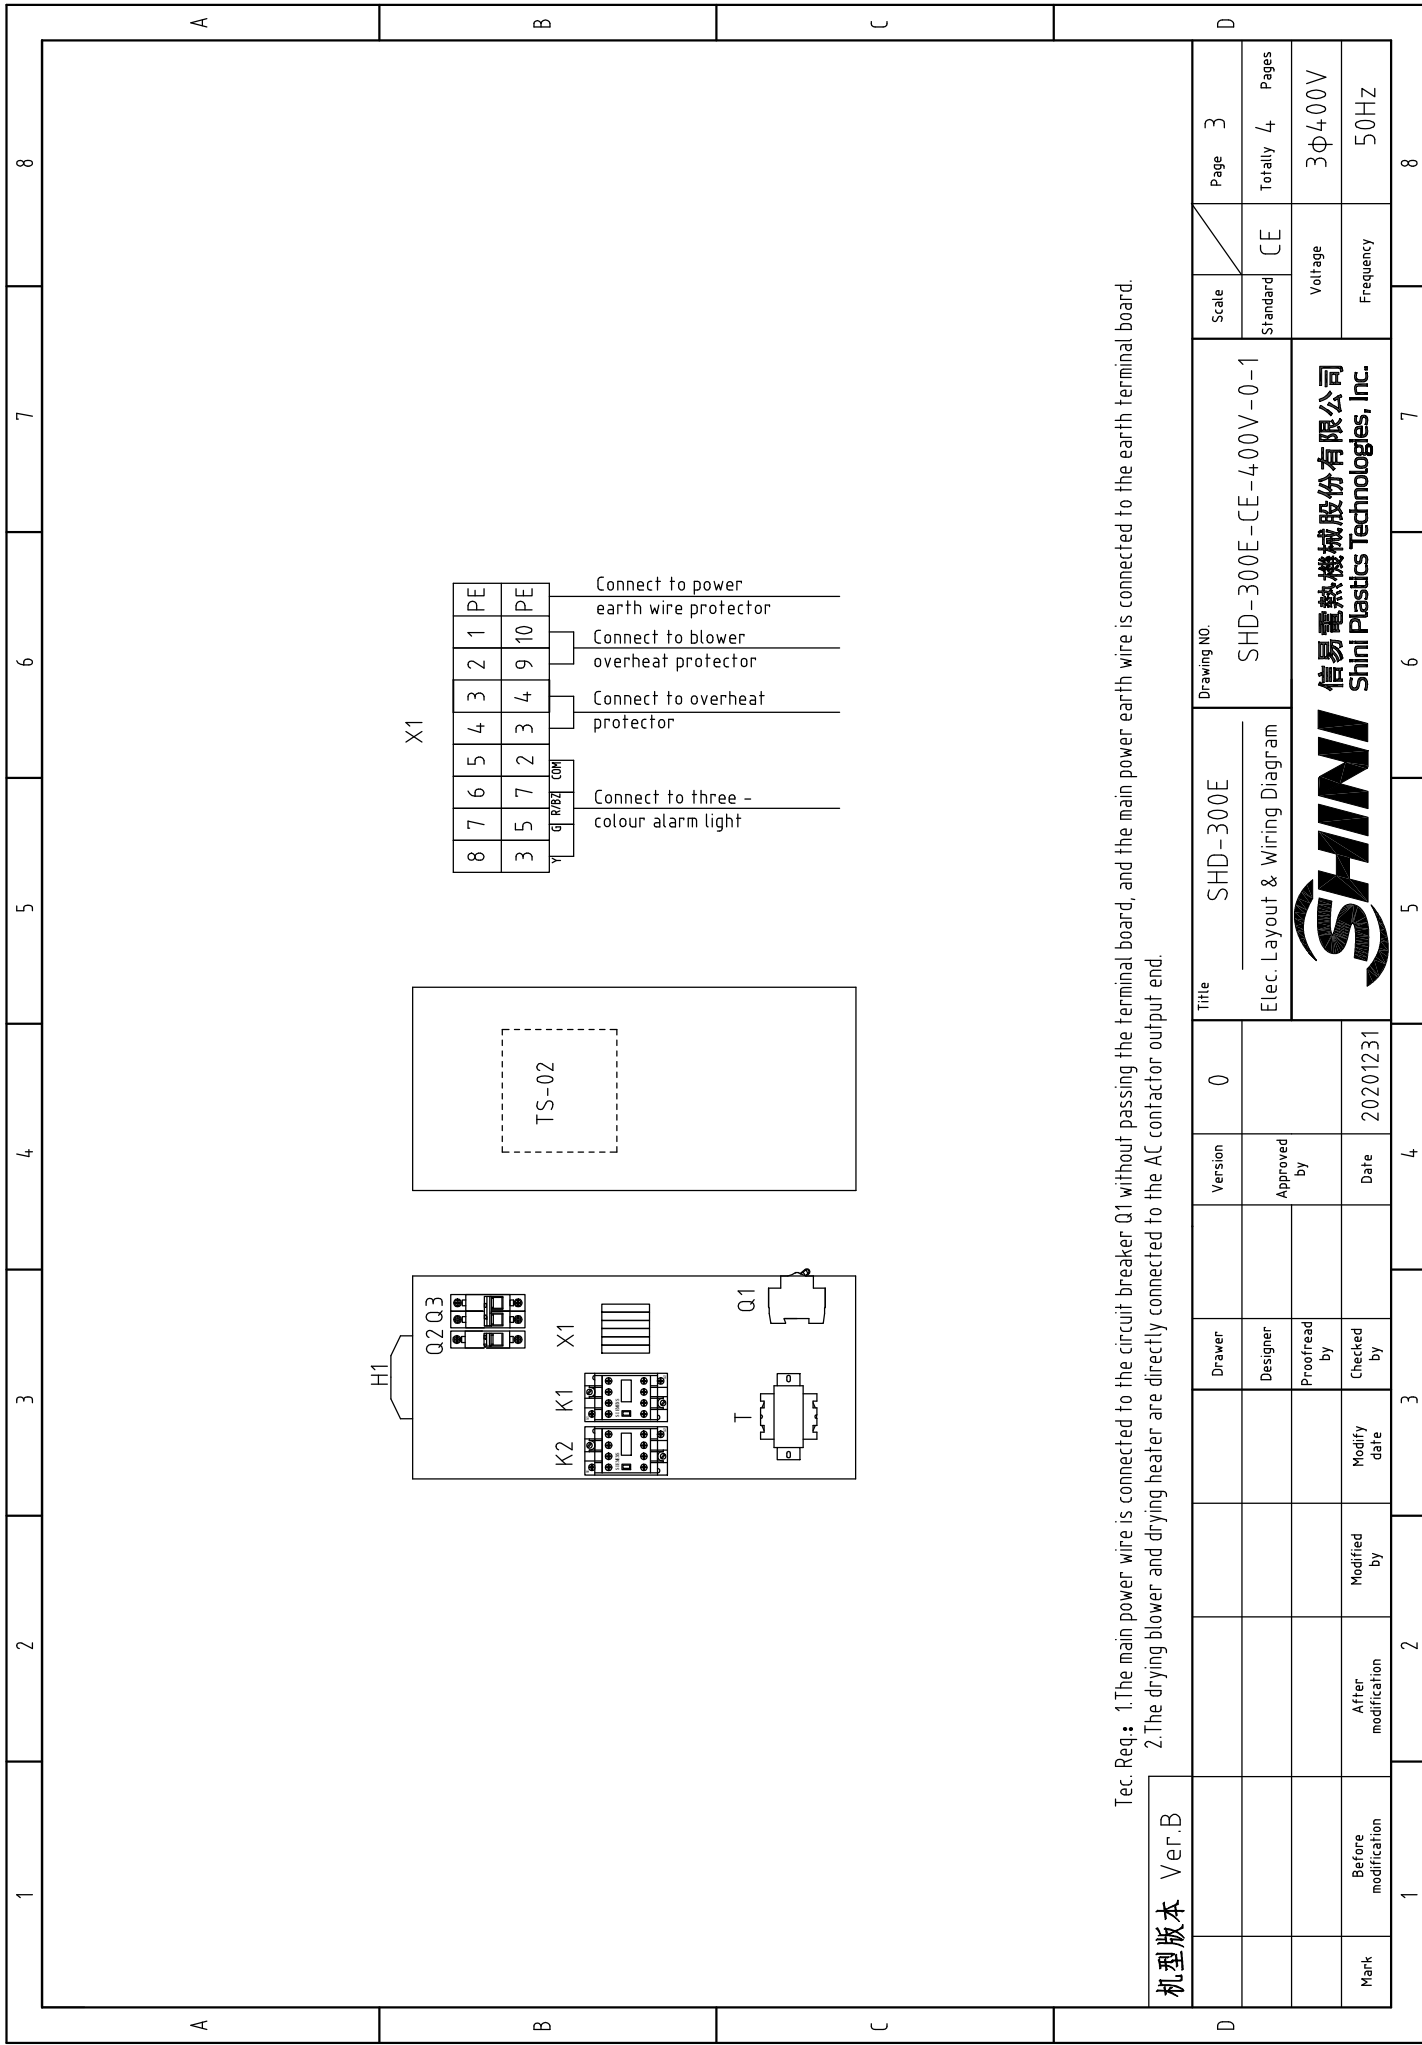 1 2 3 4 5 6 7 8
A A
B B
C C
D D
H1
Q2 Q3
K2 K1 X1
T Q1
TS-02
X1
8 7 6 5 4 3 2 1 PE
3 5 7 2 3 4 9 10 PE
Y G R/BZ COM
Connect to three -
colour alarm light
Connect to overheat
protector
Connect to blower
overheat protector
Connect to power
earth wire protector
Tec. Req.: 1.The main power wire is connected to the circuit breaker Q1 without passing the terminal board, and the main power earth wire is connected to the earth terminal board.
2.The drying blower and drying heater are directly connected to the AC contactor output end.
机型版本 Ver.B
Mark
Before
modification
After
modification
Modified
by
Modify
date
Drawer
Designer
Proofread
by
Checked
by
Version 0
Approved
by
Date 20201231
Title
SHD-300E
Elec. Layout & Wiring Diagram
Drawing NO.
SHD-300E-CE-400V-0-1
SHINI
信易電熱機械股份有限公司
Shini Plastics Technologies, Inc.
Scale
Page 3
Standard CE
Totally 4 Pages
Voltage 3ф400V
Frequency 50HZ
1 2 3 4 5 6 7 8